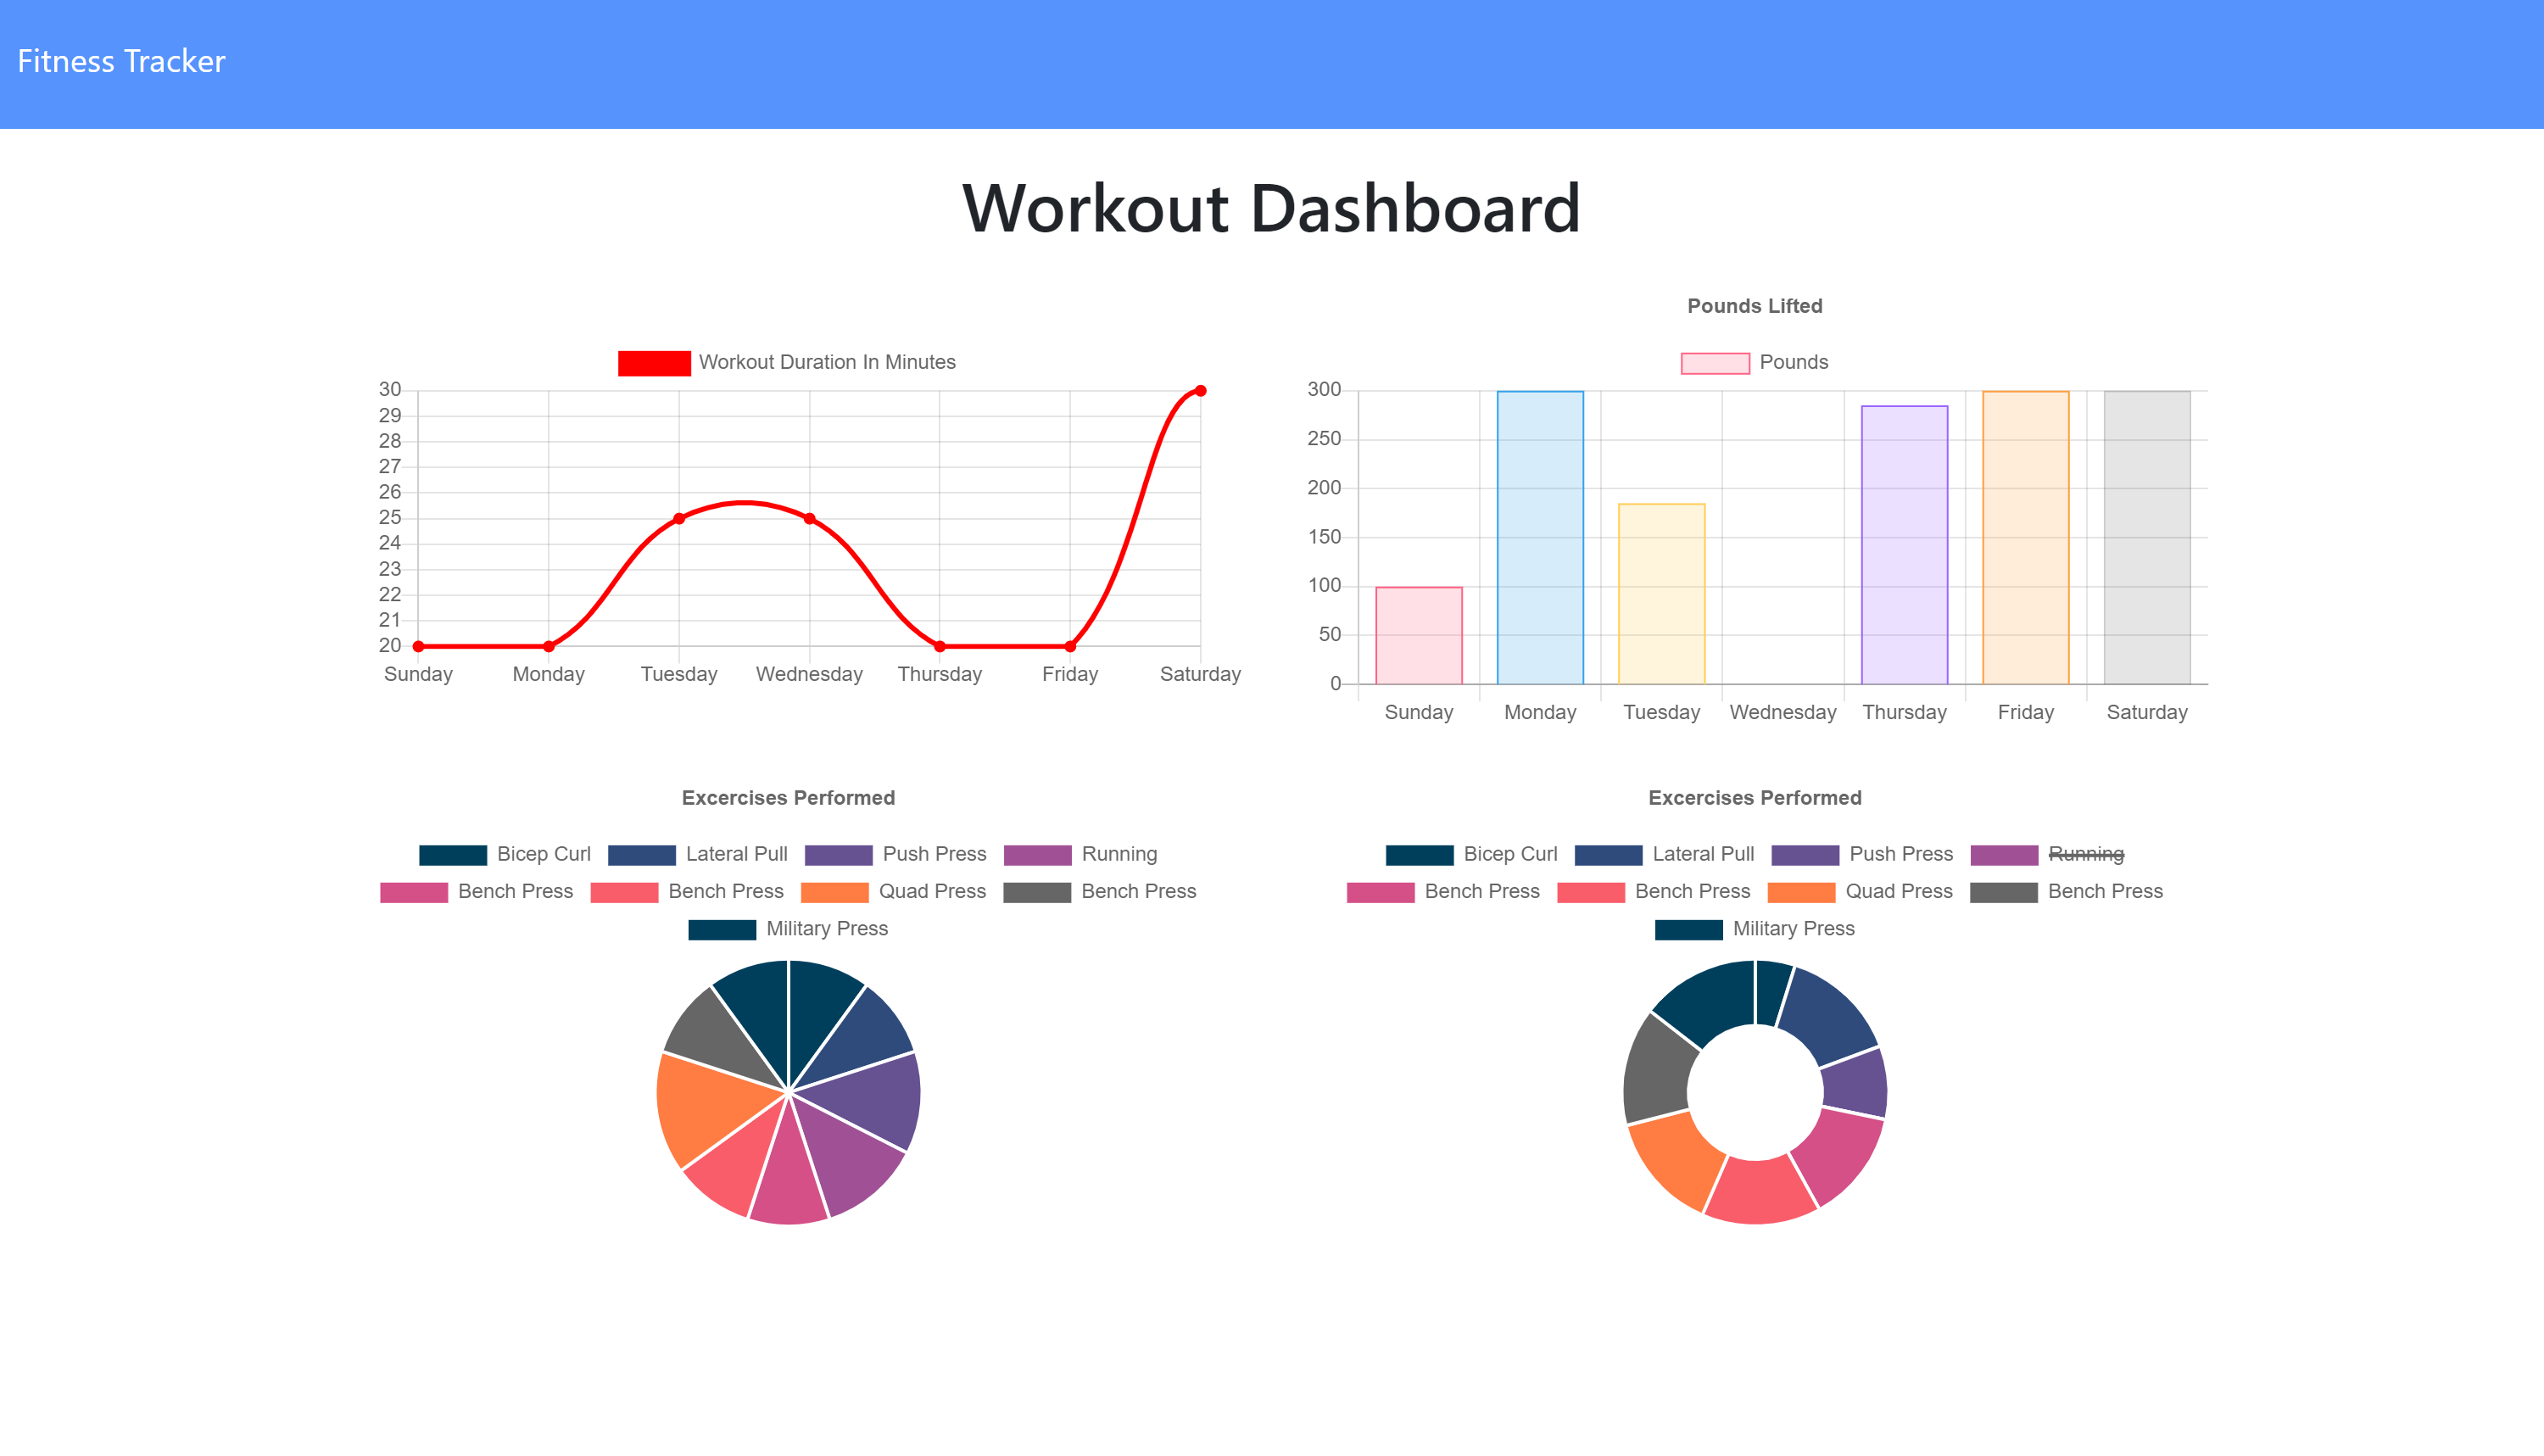 Fitness Tracker
Workout Dashboard
Workout Duration In Minutes
30
29
28
27
26
25
24
23
22
21
20
Sunday Monday Tuesday Wednesday Thursday Friday Saturday
Pounds Lifted
Pounds
300
250
200
150
100
50
0
Sunday Monday Tuesday Wednesday Thursday Friday Saturday
Excercises Performed
Bicep Curl Lateral Pull Push Press Running
Bench Press Bench Press Quad Press Bench Press
Military Press
Excercises Performed
Bicep Curl Lateral Pull Push Press Running
Bench Press Bench Press Quad Press Bench Press
Military Press